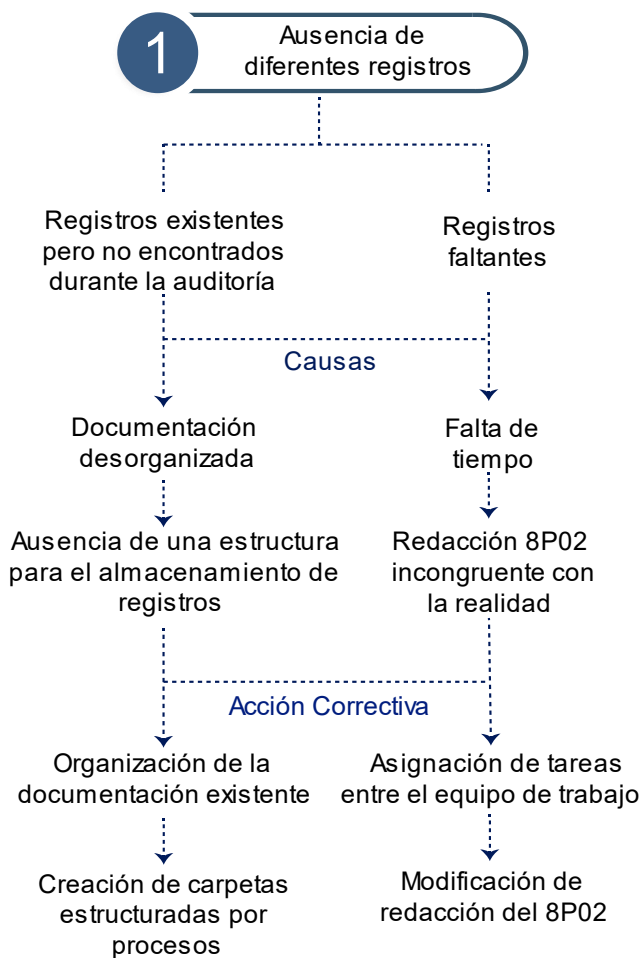 1
Ausencia de
diferentes registros
Registros existentes
pero no encontrados
durante la auditoría
Registros
faltantes
Causas
Documentación
desorganizada
Falta de
tiempo
Ausencia de una estructura
para el almacenamiento de
registros
Redacción 8P02
incongruente con
la realidad
Acción Correctiva
Organización de la
documentación existente
Asignación de tareas
entre el equipo de trabajo
Creación de carpetas
estructuradas por
procesos
Modificación de
redacción del 8P02